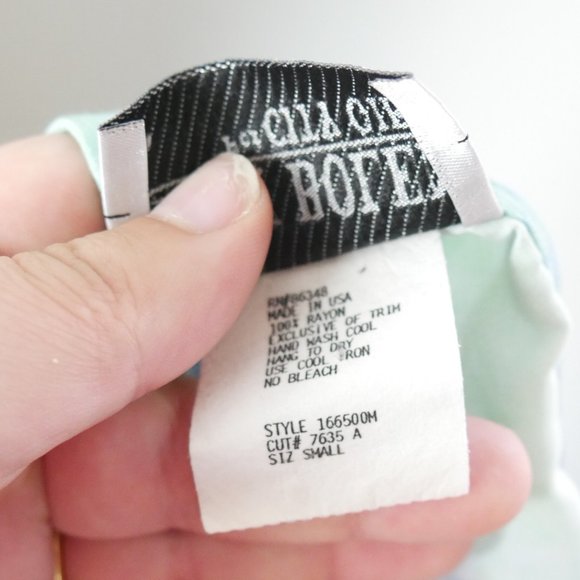 RN#86348
MADE IN USA
100% RAYON
EXCLUSIVE OF TRIM
HAND WASH COOL
HANG TO DRY
USE COOL IRON
NO BLEACH
STYLE 166500M
CUT# 7635 A
SIZ SMALL